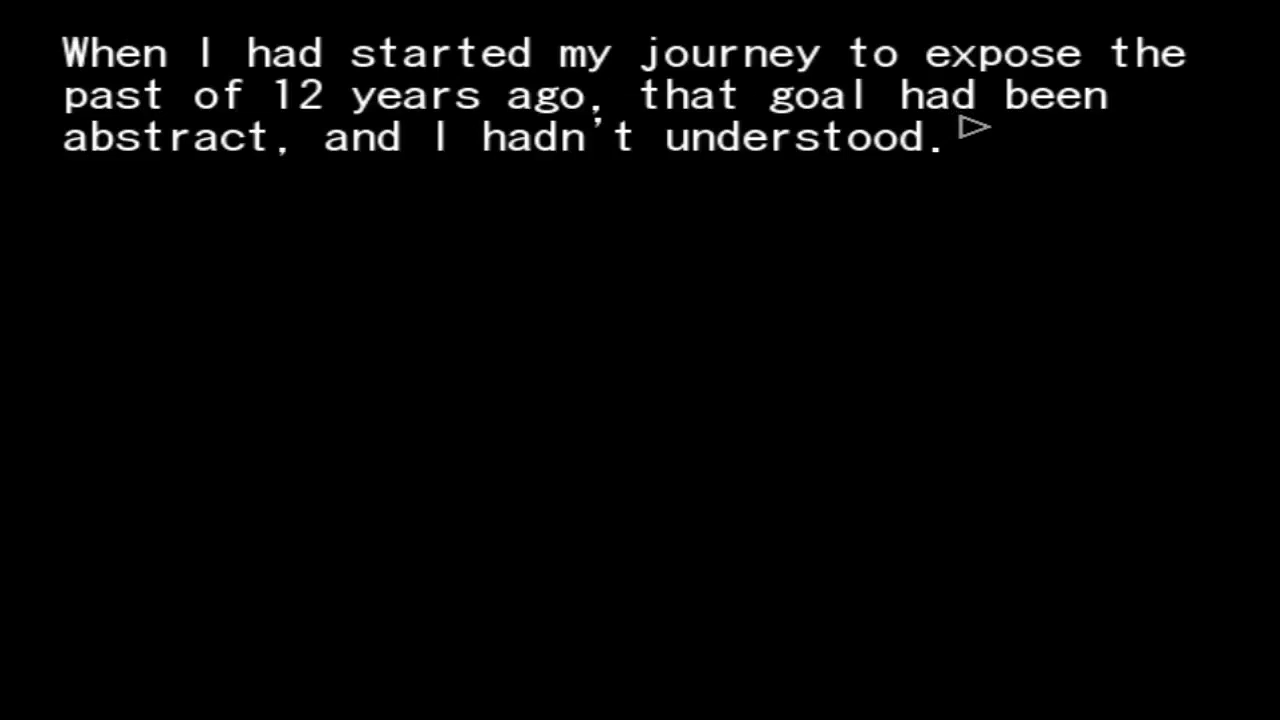 When I had started my journey to expose the
past of 12 years ago, that goal had been
abstract, and I hadn't understood.